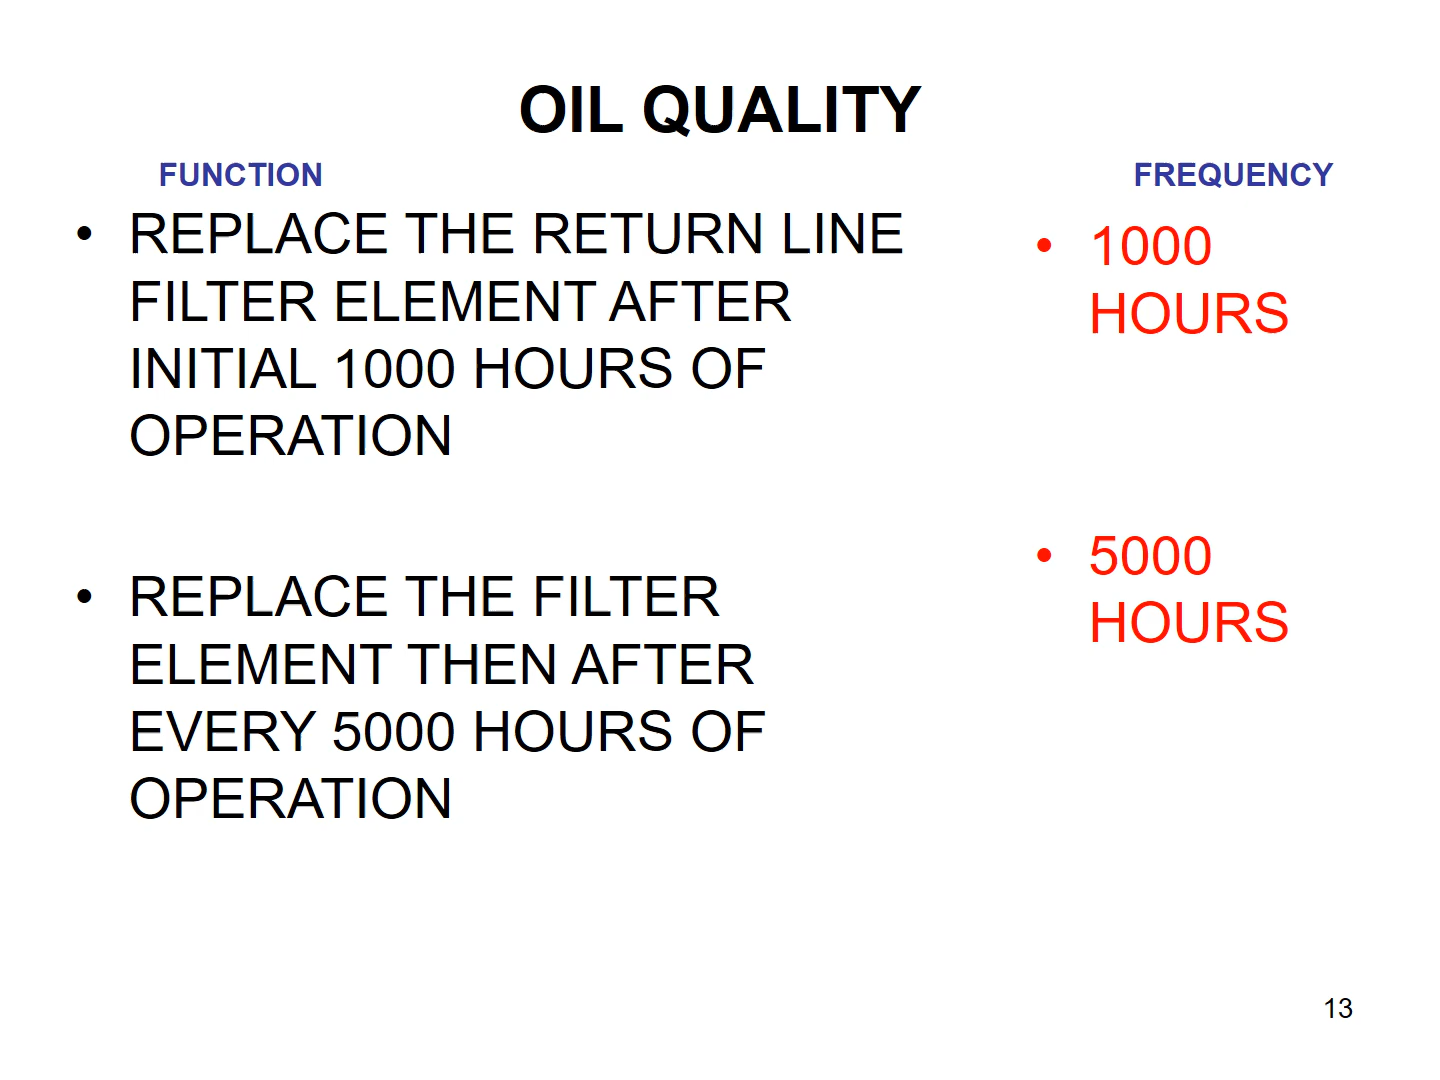 OIL QUALITY
FUNCTION
FREQUENCY
• REPLACE THE RETURN LINE
FILTER ELEMENT AFTER
INITIAL 1000 HOURS OF
OPERATION
• REPLACE THE FILTER
ELEMENT THEN AFTER
EVERY 5000 HOURS OF
OPERATION
• 1000
HOURS
• 5000
HOURS
13